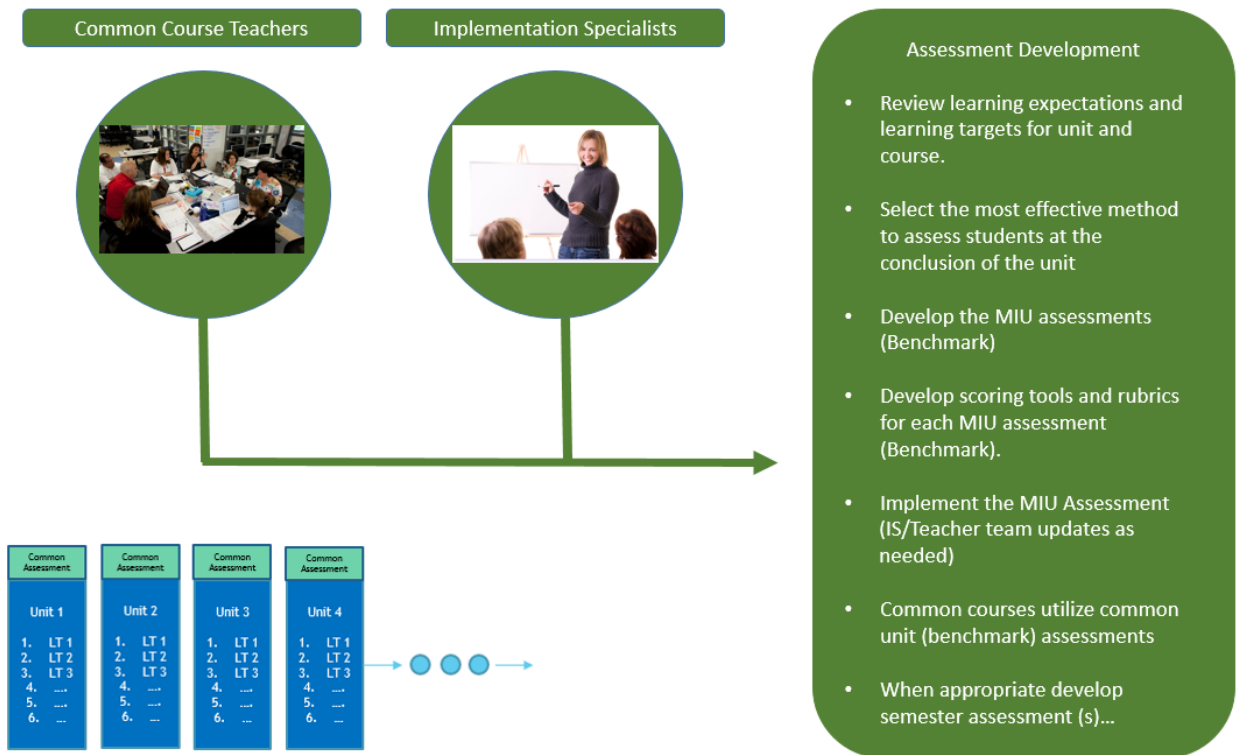 Common Course Teachers
Implementation Specialists
Assessment Development
• Review learning expectations and
learning targets for unit and
course.
• Select the most effective method
to assess students at the
conclusion of the unit
• Develop the MIU assessments
(Benchmark)
• Develop scoring tools and rubrics
for each MIU assessment
(Benchmark).
• Implement the MIU Assessment
(IS/Teacher team updates as
needed)
• Common courses utilize common
unit (benchmark) assessments
• When appropriate develop
semester assessment (s)...
Common
Assessment
Unit 1
1. LT 1
2. LT 2
3. LT 3
4. ....
5. ...
6. ...
Common
Assessment
Unit 2
1. LT 1
2. LT 2
3. LT 3
4. ....
5. ...
6. ...
Common
Assessment
Unit 3
1. LT 1
2. LT 2
3. LT 3
4. ....
5. ...
6. ...
Common
Assessment
Unit 4
1. LT 1
2. LT 2
3. LT 3
4. ....
5. ...
6. ...